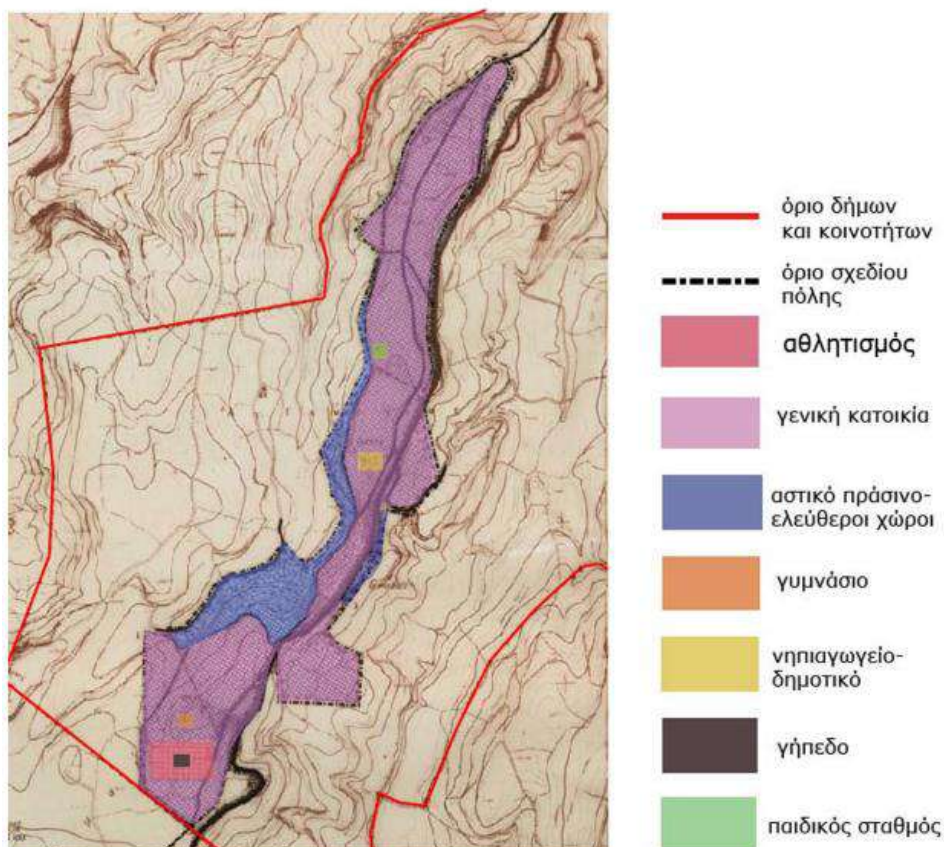 όριο δήμων
και κοινοτήτων
όριο σχεδίου
πόλης
αθλητισμός
γενική κατοικία
αστικό πράσινο-
ελεύθεροι χώροι
γυμνάσιο
νηπιαγωγείο-
δημοτικό
γήπεδο
παιδικός σταθμός